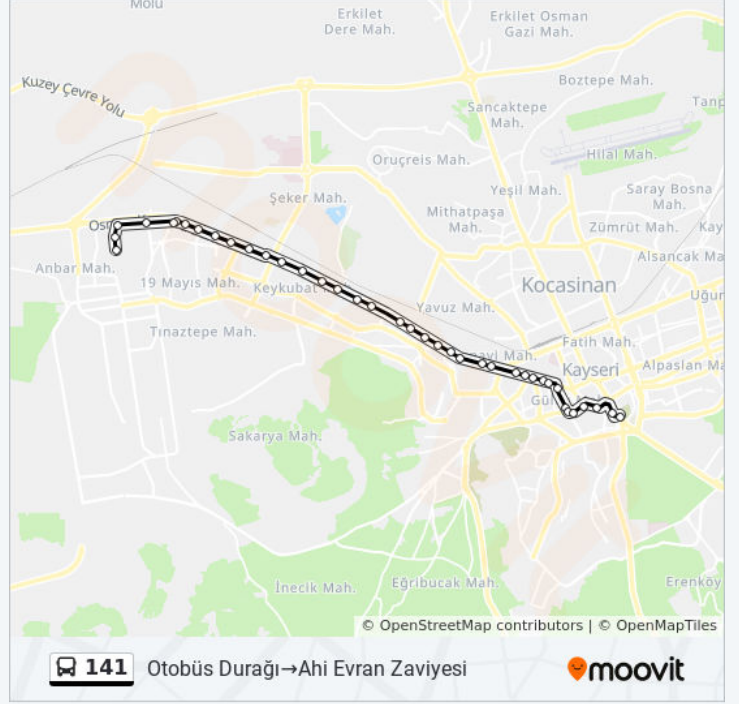 Molu
Erkilet
Dere Mah.
Erkilet Osman
Gazi Mah.
Kuzey Çevre Yolu
Boztepe Mah.
Sancaktepe
Mah.
Hilal Mah.
Oruçreis Mah.
Şeker Mah.
Yeşil Mah.
Saray Bosna
Mah.
Mithatpaşa
Mah.
Zümrüt Mah.
Kay
Alsancak Ma
Anbar Mah.
19 Mayıs Mah.
Keykubat
Kocasinan
Uğur
Yavuz Mah.
Tınaztepe Mah.
Fatih Mah.
Mah.
Kayseri
Alpaslan Ma
Sakarya Mah.
İnecik Mah.
Eğribucak Mah.
Erenköy
© OpenStreetMap contributors | © OpenMapTiles
141 Otobüs Durağı→Ahi Evran Zaviyesi
moovit